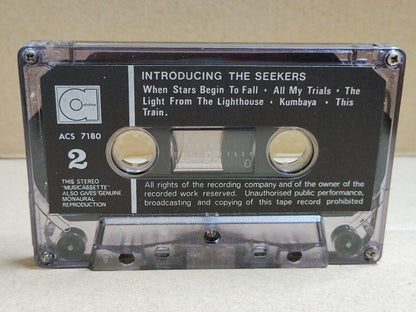 INTRODUCING THE SEEKERS
When Stars Begin To Fall • All My Trials • The
Light From The Lighthouse • Kumbaya • This
Train.
ACS 7180
2
THIS STEREO
"MUSICASSETTE"
ALSO GIVES GENUINE
MONAURAL
REPRODUCTION
All rights of the recording company and of the owner of the
recorded work reserved. Unauthorised public performance,
broadcasting and copying of this tape record prohibited
0